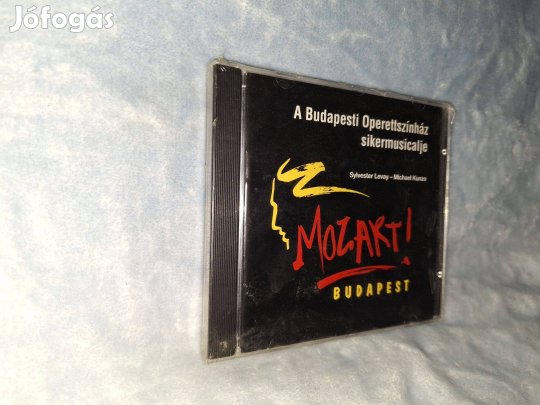 Jófogás
A Budapesti Operettszínház
sikermusicalje
Sylvester Levay – Michael Kunze
MOZART!
BUDAPEST